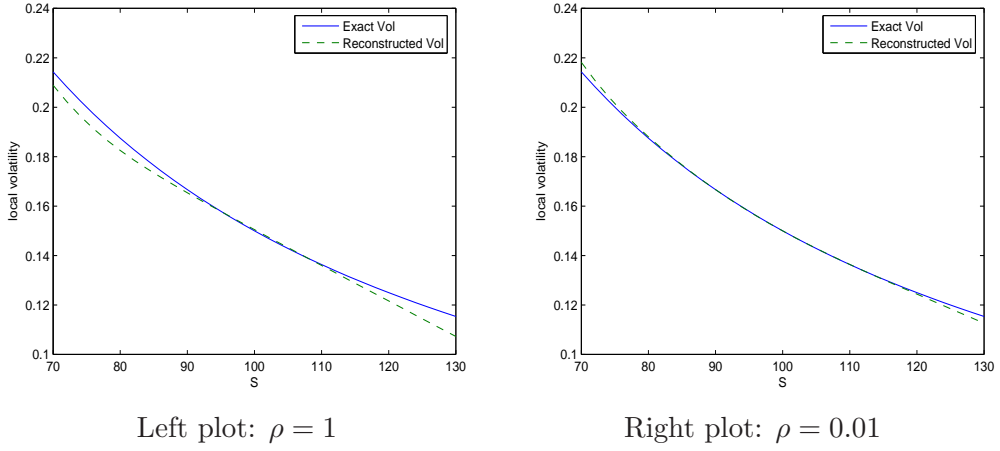 0.24
0.22
0.2
0.18
0.16
0.14
0.12
0.1
local volatility
Exact Vol
Reconstructed Vol
70 80 90 100 110 120 130
S
Left plot: ρ = 1
0.24
0.22
0.2
0.18
0.16
0.14
0.12
0.1
local volatility
Exact Vol
Reconstructed Vol
70 80 90 100 110 120 130
S
Right plot: ρ = 0.01